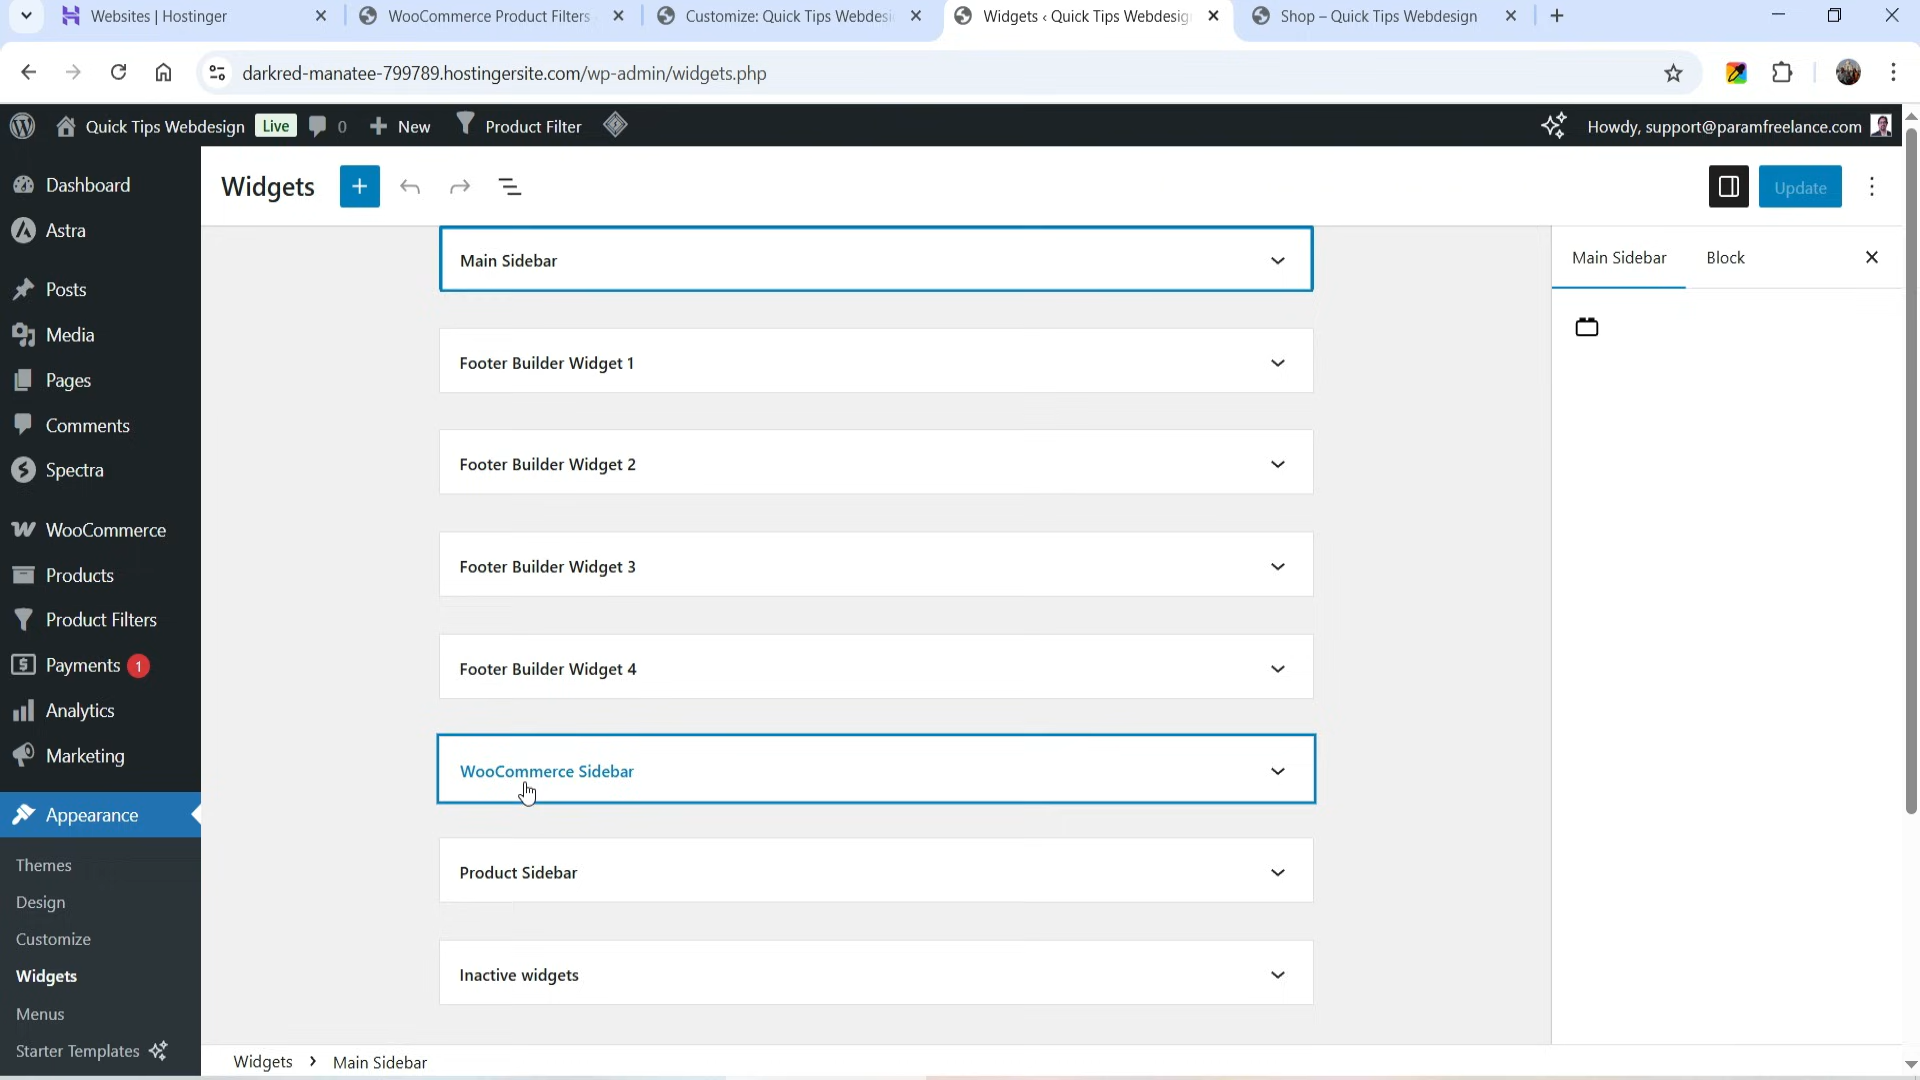 Websites | Hostinger
WooCommerce Product Filters
Customize: Quick Tips Webdesi
Widgets ‹ Quick Tips Webdesig
Shop – Quick Tips Webdesign
darkred-manatee-799789.hostingersite.com/wp-admin/widgets.php
Quick Tips Webdesign Live 0 New Product Filter
Howdy, support@paramfreelance.com
Dashboard
Astra
Posts
Media
Pages
Comments
Spectra
WooCommerce
Products
Product Filters
Payments 1
Analytics
Marketing
Appearance
Themes
Design
Customize
Widgets
Menus
Starter Templates
Widgets
Update
Main Sidebar
Footer Builder Widget 1
Footer Builder Widget 2
Footer Builder Widget 3
Footer Builder Widget 4
WooCommerce Sidebar
Product Sidebar
Inactive widgets
Main Sidebar Block
Widgets › Main Sidebar